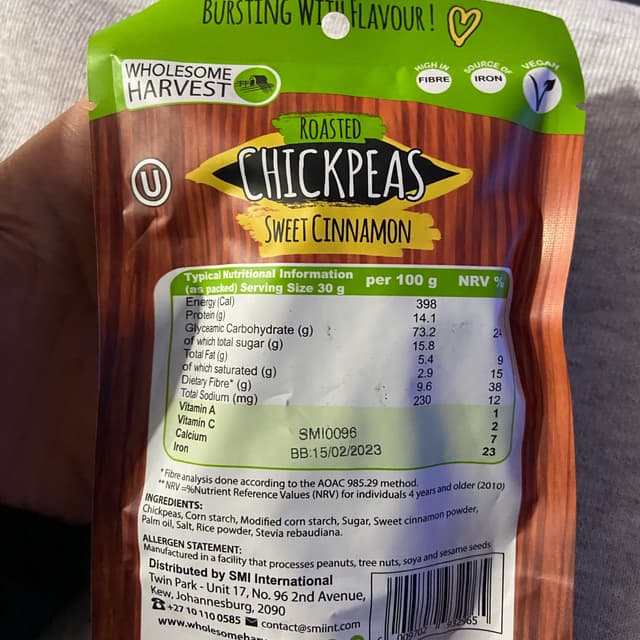 BURSTING WITH FLAVOUR!
WHOLESOME
HARVEST
HIGH IN
FIBRE
SOURCE OF
IRON
VEGAN
V
U
ROASTED
CHICKPEAS
SWEET CINNAMON
Typical Nutritional Information
(as packed) Serving Size 30 g per 100 g NRV %
Energy (Cal) 398
Protein (g) 14.1
Glyceamic Carbohydrate (g) 73.2 24
of which total sugar (g) 15.8
Total Fat (g) 5.4 9
of which saturated (g) 2.9 15
Dietary Fibre* (g) 9.6 38
Total Sodium (mg) 230 12
Vitamin A 1
Vitamin C 2
Calcium 7
Iron 23
SMI0096
BB:15/02/2023
* Fibre analysis done according to the AOAC 985.29 method.
** NRV =%Nutrient Reference Values (NRV) for individuals 4 years and older (2010)
INGREDIENTS:
Chickpeas, Corn starch, Modified corn starch, Sugar, Sweet cinnamon powder,
Palm oil, Salt, Rice powder, Stevia rebaudiana.
ALLERGEN STATEMENT:
Manufactured in a facility that processes peanuts, tree nuts, soya and sesame seeds
Distributed by SMI International
Twin Park - Unit 17, No. 96 2nd Avenue,
Kew, Johannesburg, 2090
+27 10 110 0585 contact@smiint.com